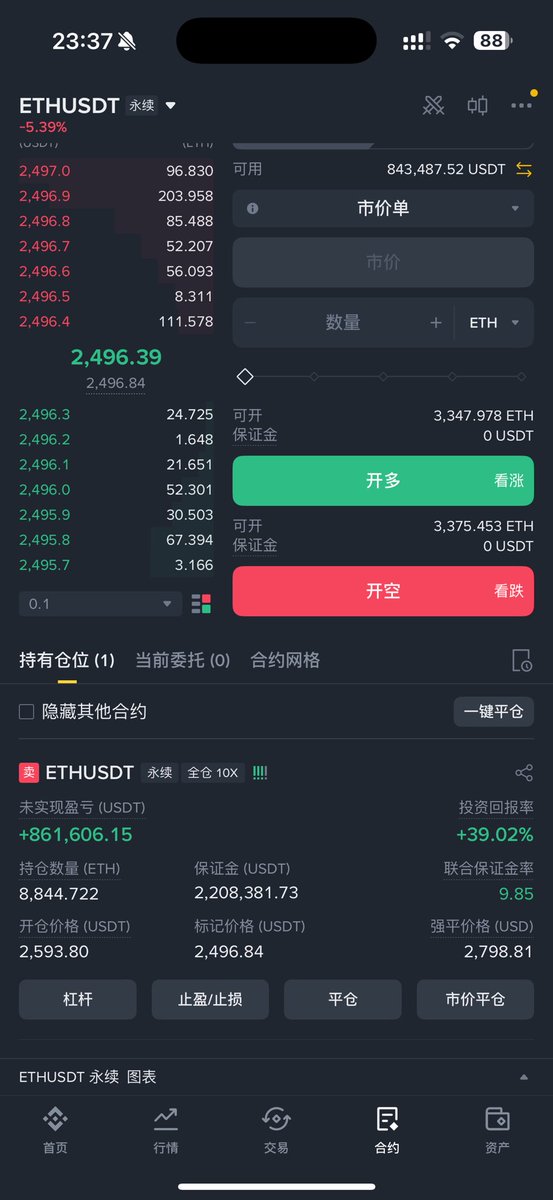 23:37
88
ETHUSDT 永续
-5.39%
(USDT) (ETH)
2,497.0 96.830
2,496.9 203.958
2,496.8 85.488
2,496.7 52.207
2,496.6 56.093
2,496.5 8.311
2,496.4 111.578
2,496.39
2,496.84
2,496.3 24.725
2,496.2 1.648
2,496.1 21.651
2,496.0 52.301
2,495.9 30.503
2,495.8 67.394
2,495.7 3.166
0.1
可用 843,487.52 USDT
市价单
市价
数量 ETH
可开 3,347.978 ETH
保证金 0 USDT
开多 看涨
可开 3,375.453 ETH
保证金 0 USDT
开空 看跌
持有仓位 (1) 当前委托 (0) 合约网格
隐藏其他合约 一键平仓
卖 ETHUSDT 永续 全仓 10X
未实现盈亏 (USDT) 投资回报率
+861,606.15 +39.02%
持仓数量 (ETH) 保证金 (USDT) 联合保证金率
8,844.722 2,208,381.73 9.85
开仓价格 (USDT) 标记价格 (USDT) 强平价格 (USD)
2,593.80 2,496.84 2,798.81
杠杆 止盈/止损 平仓 市价平仓
ETHUSDT 永续 图表
首页 行情 交易 合约 资产